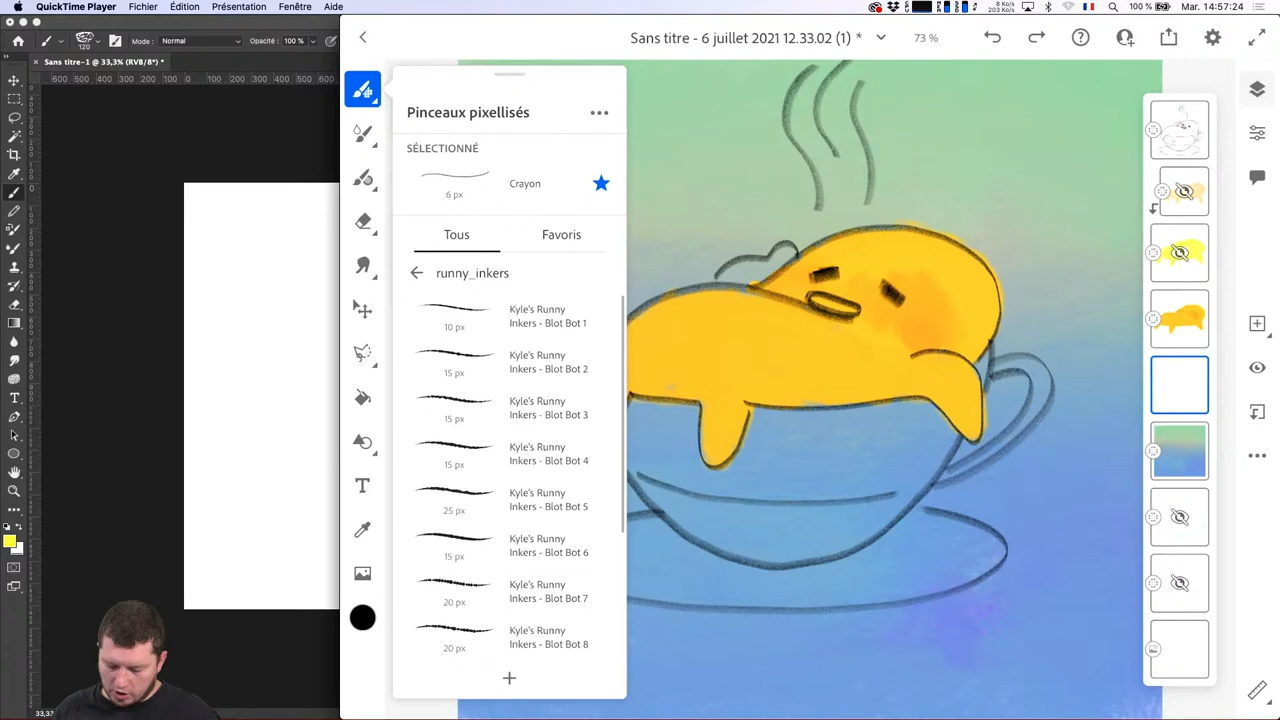 QuickTime Player Fichier Édition Présentation Fenêtre Aide
8 Ko/s
203 Ko/s
100 % Mar. 14:57:24
120 Mode : Normal Opacité : 100 %
Sans titre - 6 juillet 2021 12.33.02 (1) * 73 %
Sans titre-1 @ 33,3% (RVB/8*) *
600 500 400 300 200 100 0 100 200 300 400 500 600
Pinceaux pixellisés
SÉLECTIONNÉ
Crayon
6 px
Tous Favoris
runny_inkers
Kyle's Runny
Inkers - Blot Bot 1
10 px
Kyle's Runny
Inkers - Blot Bot 2
15 px
Kyle's Runny
Inkers - Blot Bot 3
15 px
Kyle's Runny
Inkers - Blot Bot 4
15 px
Kyle's Runny
Inkers - Blot Bot 5
25 px
Kyle's Runny
Inkers - Blot Bot 6
15 px
Kyle's Runny
Inkers - Blot Bot 7
20 px
Kyle's Runny
Inkers - Blot Bot 8
20 px